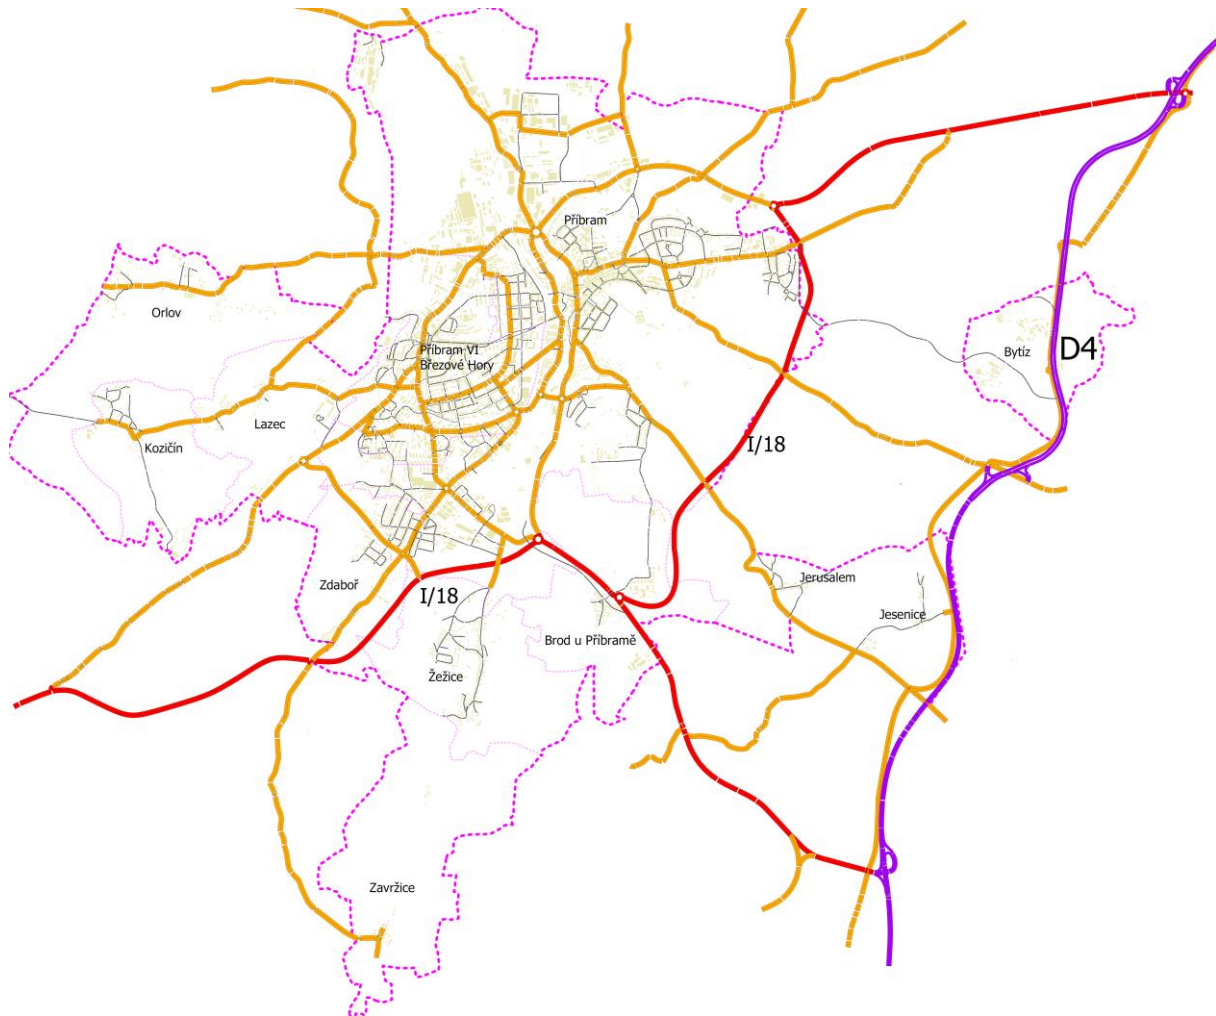 Příbram
Orlov
D4
Bytíz
Příbram VI
Březové Hory
Lazec
Kozičín
I/18
Zdaboř
I/18
Jerusalem
Jesenice
Brod u Příbramě
Žežice
Zavržice